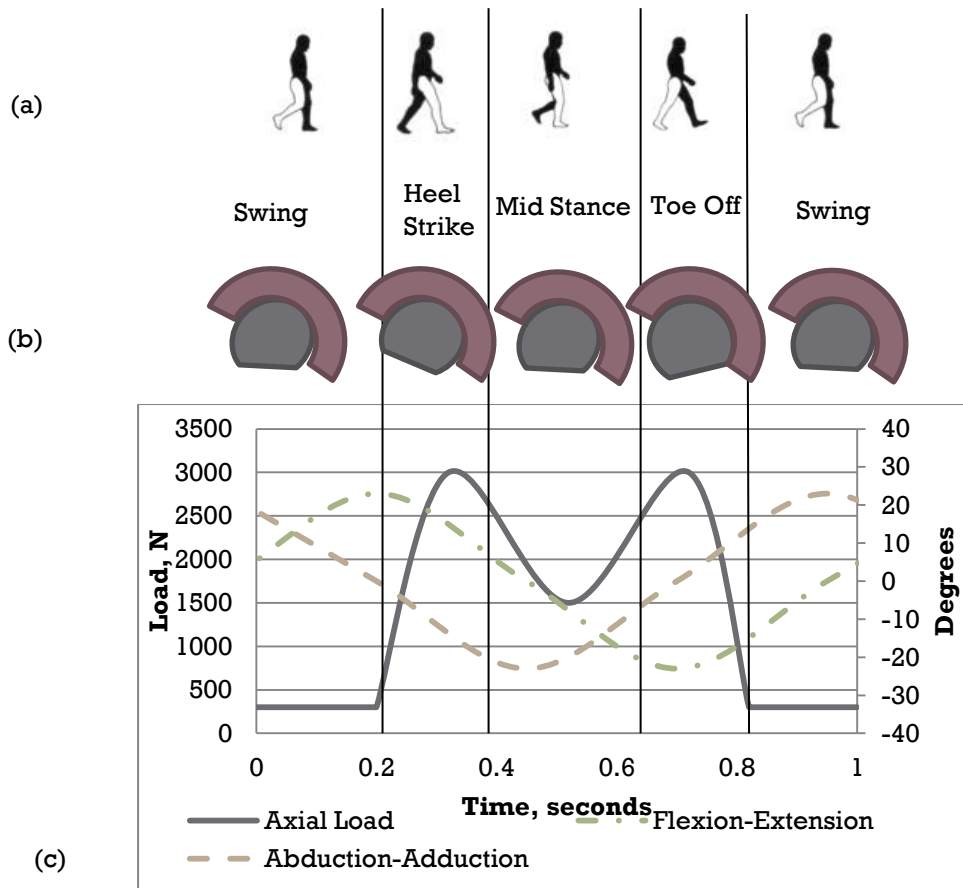 (a)
Swing
Heel
Strike
Mid Stance
Toe Off
Swing
(b)
3500
3000
2500
2000
1500
1000
500
0
Load, N
40
30
20
10
0
-10
-20
-30
-40
Degrees
0
0.2
0.4
0.6
0.8
1
Time, seconds
Axial Load
Flexion-Extension
Abduction-Adduction
(c)